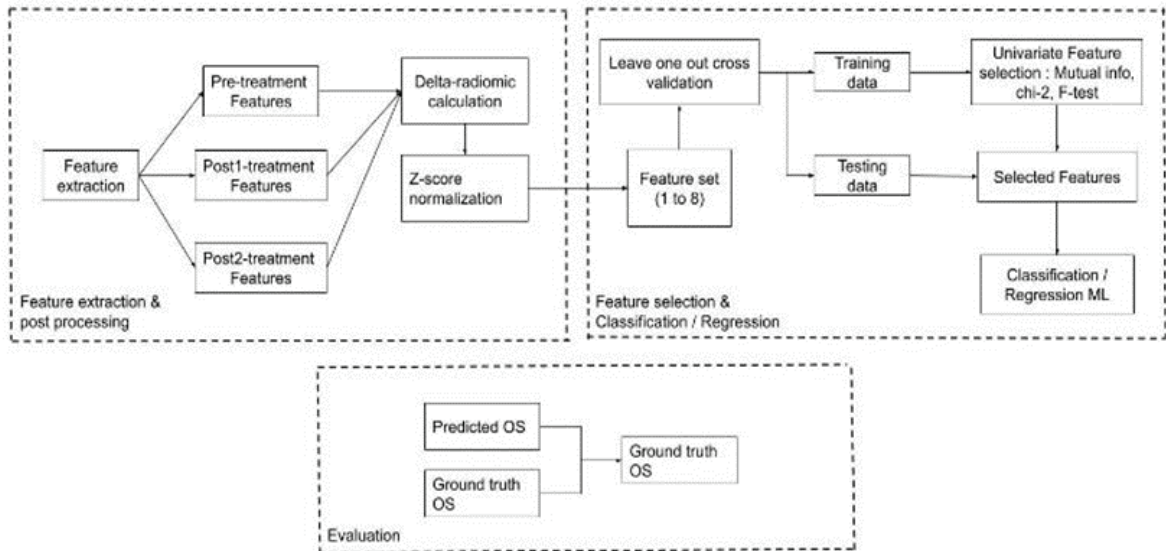 Feature
extraction
Pre-treatment
Features
Post1-treatment
Features
Post2-treatment
Features
Delta-radiomic
calculation
Z-score
normalization
Feature extraction &
post processing
Leave one out cross
validation
Feature set
(1 to 8)
Training
data
Testing
data
Univariate Feature
selection : Mutual info,
chi-2, F-test
Selected Features
Classification /
Regression ML
Feature selection &
Classification / Regression
Predicted OS
Ground truth
OS
Ground truth
OS
Evaluation